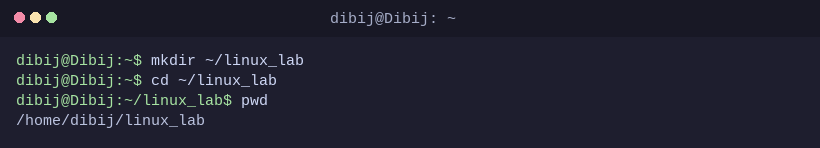 dibij@Dibij: ~
dibij@Dibij:~$ mkdir ~/linux_lab
dibij@Dibij:~$ cd ~/linux_lab
dibij@Dibij:~/linux_lab$ pwd
/home/dibij/linux_lab